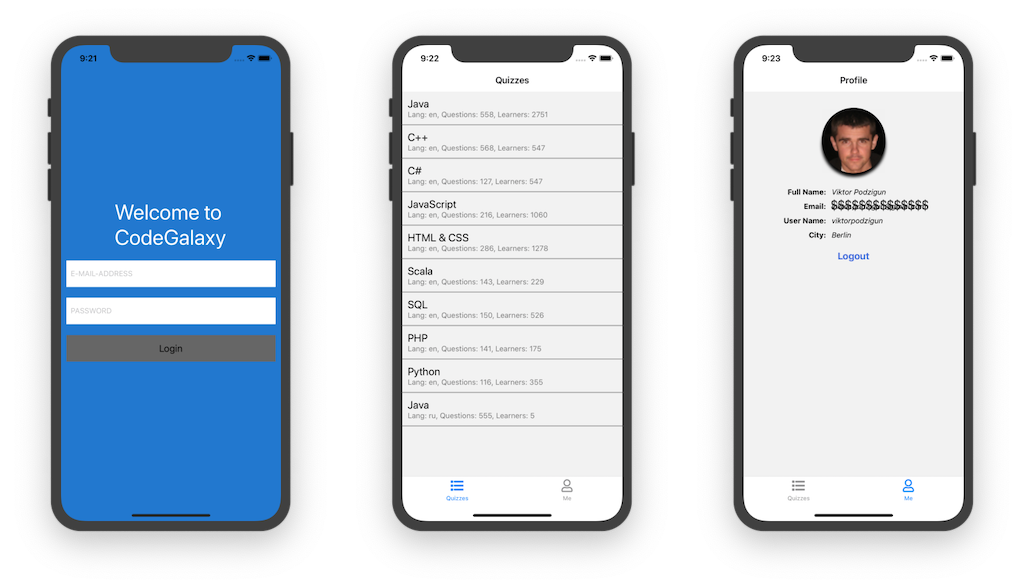 9:21
Welcome to
CodeGalaxy
E-MAIL-ADDRESS
PASSWORD
Login
9:22
Quizzes
Java
Lang: en, Questions: 558, Learners: 2751
C++
Lang: en, Questions: 568, Learners: 547
C#
Lang: en, Questions: 127, Learners: 547
JavaScript
Lang: en, Questions: 216, Learners: 1060
HTML & CSS
Lang: en, Questions: 286, Learners: 1278
Scala
Lang: en, Questions: 143, Learners: 229
SQL
Lang: en, Questions: 150, Learners: 526
PHP
Lang: en, Questions: 141, Learners: 175
Python
Lang: en, Questions: 116, Learners: 355
Java
Lang: ru, Questions: 555, Learners: 5
Quizzes Me
9:23
Profile
Full Name: Viktor Podzigun
Email: $$$$$$$$$$$$$$
User Name: viktorpodzigun
City: Berlin
Logout
Quizzes Me